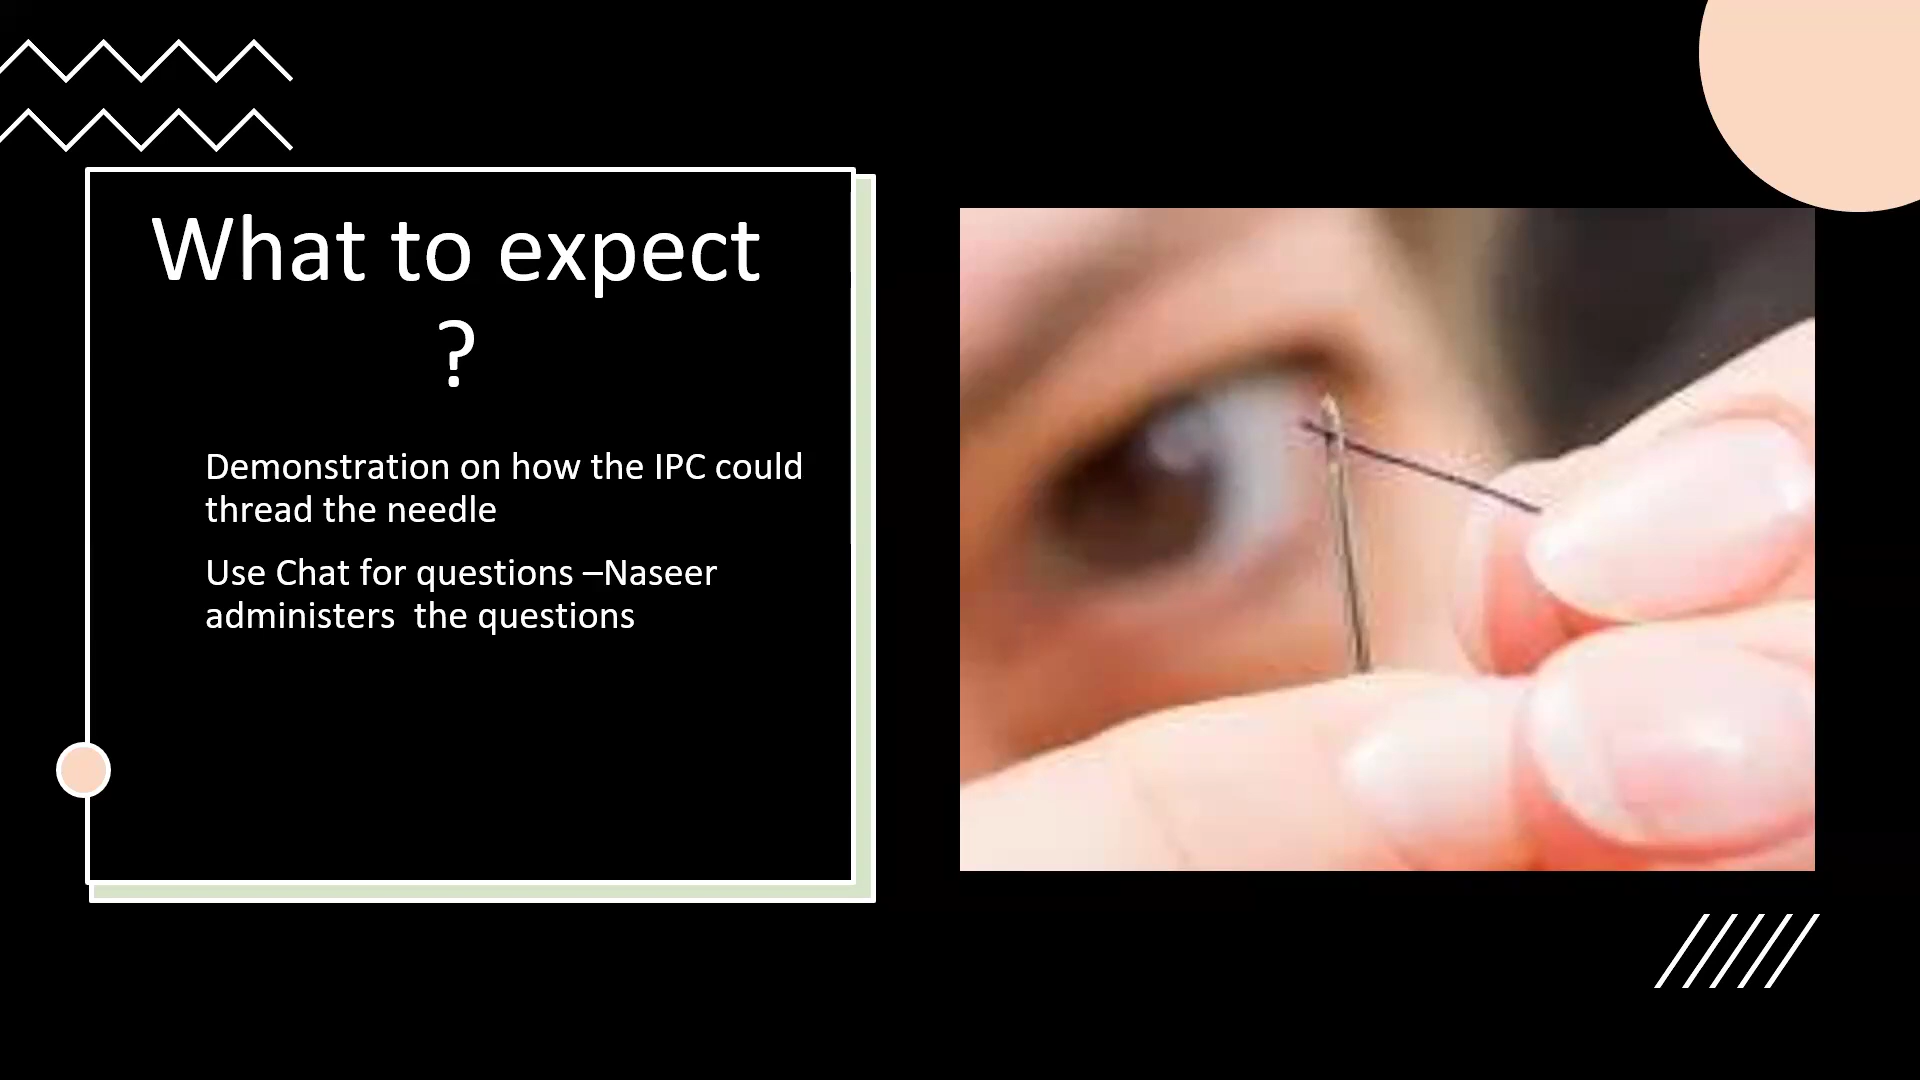 What to expect
?
Demonstration on how the IPC could
thread the needle
Use Chat for questions –Naseer
administers  the questions